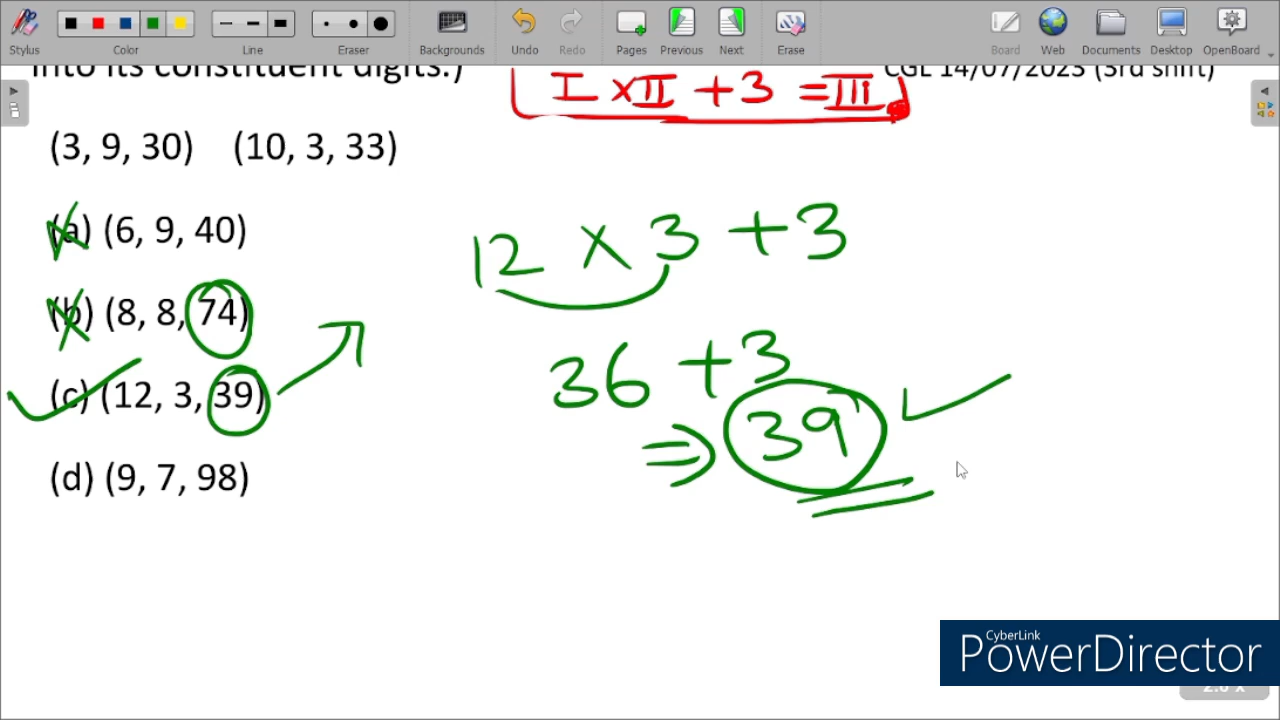 Stylus Color Line Eraser Backgrounds Undo Redo Pages Previous Next Erase Board Web Documents Desktop OpenBoard
into its constituent digits.) I x II + 3 = III CGL 14/07/2023 (3rd shift)
(3, 9, 30) (10, 3, 33)
(a) (6, 9, 40)
12 x 3 + 3
(b) (8, 8, 74)
36 + 3
(c) (12, 3, 39)
⇒ 39
(d) (9, 7, 98)
CyberLink
PowerDirector
2.0 x